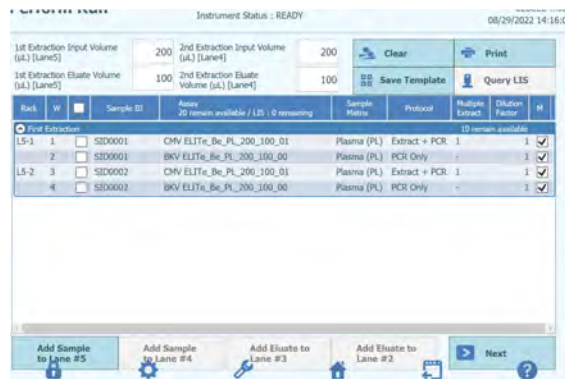 Perform Run
Instrument Status : READY
08/29/2022 14:16:0
1st Extraction Input Volume (µL) [Lane5] 200 2nd Extraction Input Volume (µL) [Lane4] 200 Clear Print
1st Extraction Eluate Volume (µL) [Lane5] 100 2nd Extraction Eluate Volume (µL) [Lane4] 100 Save Template Query LIS
Rack W Sample ID Assay 20 remain available / LIS : 0 remaining Sample Matrix Protocol Multiple Extract Dilution Factor M
First Extraction 10 remain available
L5-1 1 SID0001 CMV ELITe_Be_PL_200_100_01 Plasma (PL) Extract + PCR 1 1
2 SID0001 BKV ELITe_Be_PL_200_100_00 Plasma (PL) PCR Only - 1
L5-2 3 SID0002 CMV ELITe_Be_PL_200_100_01 Plasma (PL) Extract + PCR 1 1
4 SID0002 BKV ELITe_Be_PL_200_100_00 Plasma (PL) PCR Only - 1
Add Sample to Lane #5 Add Sample to Lane #4 Add Eluate to Lane #3 Add Eluate to Lane #2 Next